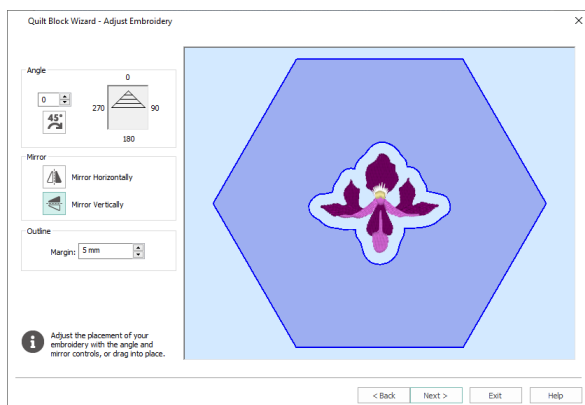 Quilt Block Wizard - Adjust Embroidery
Angle
0
0
45°
270
90
180
Mirror
Mirror Horizontally
Mirror Vertically
Outline
Margin: 5 mm
Adjust the placement of your
embroidery with the angle and
mirror controls, or drag into place.
< Back
Next >
Exit
Help